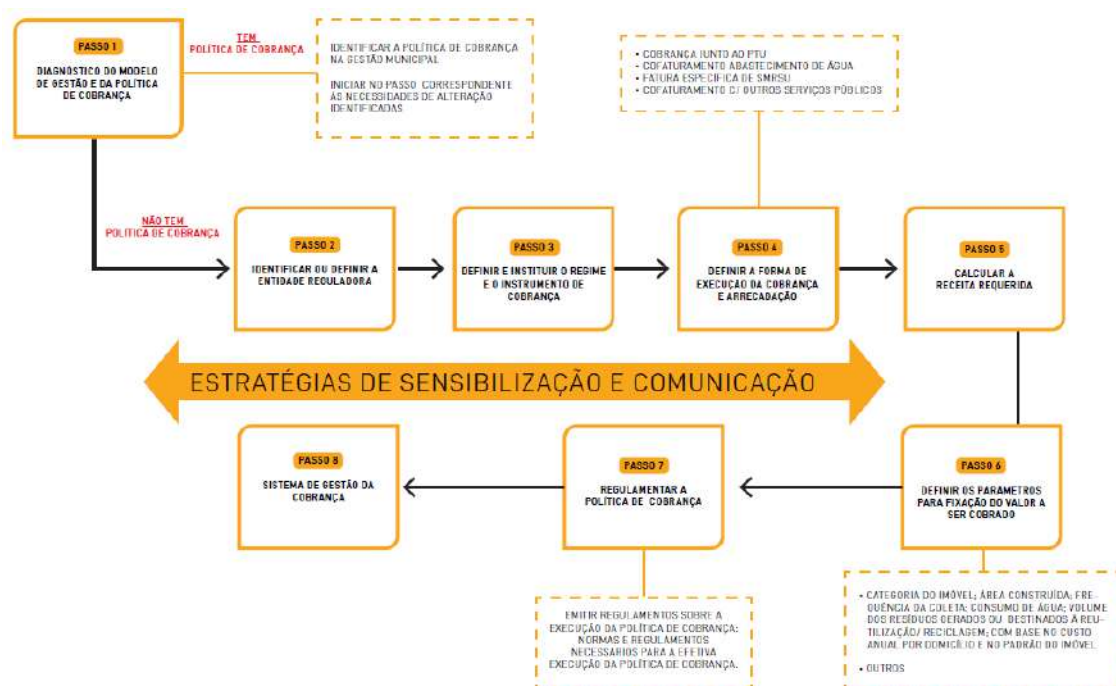 PASSO 1
DIAGNÓSTICO DO MODELO
DE GESTÃO E DA POLÍTICA
DE COBRANÇA
TEM
POLÍTICA DE COBRANÇA
IDENTIFICAR A POLÍTICA DE COBRANÇA
NA GESTÃO MUNICIPAL
INICIAR NO PASSO CORRESPONDENTE
ÀS NECESSIDADES DE ALTERAÇÃO
IDENTIFICADAS
• COBRANÇA JUNTO AO PTU
• COFATURAMENTO ABASTECIMENTO DE ÁGUA
• FATURA ESPECÍFICA DE SMRSU
• COFATURAMENTO C/ OUTROS SERVIÇOS PÚBLICOS
NÃO TEM
POLÍTICA DE COBRANÇA
PASSO 2
IDENTIFICAR OU DEFINIR A
ENTIDADE REGULADORA
PASSO 3
DEFINIR E INSTITUIR O REGIME
E O INSTRUMENTO DE
COBRANÇA
PASSO 4
DEFINIR A FORMA DE
EXECUÇÃO DA COBRANÇA
E ARRECADAÇÃO
PASSO 5
CALCULAR A
RECEITA REQUERIDA
ESTRATÉGIAS DE SENSIBILIZAÇÃO E COMUNICAÇÃO
PASSO 8
SISTEMA DE GESTÃO DA
COBRANÇA
PASSO 7
REGULAMENTAR A
POLÍTICA DE COBRANÇA
PASSO 6
DEFINIR OS PARAMETROS
PARA FIXAÇÃO DO VALOR A
SER COBRADO
EMITIR REGULAMENTOS SOBRE A
EXECUÇÃO DA POLÍTICA DE COBRANÇA;
NORMAS E REGULAMENTOS
NECESSÁRIOS PARA A EFETIVA
EXECUÇÃO DA POLÍTICA DE COBRANÇA.
• CATEGORIA DO IMÓVEL; ÁREA CONSTRUÍDA; FRE-
QUÊNCIA DA COLETA; CONSUMO DE ÁGUA; VOLUME
DOS RESÍDUOS GERADOS OU DESTINADOS À REU-
TILIZAÇÃO/ RECICLAGEM; COM BASE NO CUSTO
ANUAL POR DOMICÍLIO E NO PADRÃO DO IMÓVEL
• OUTROS